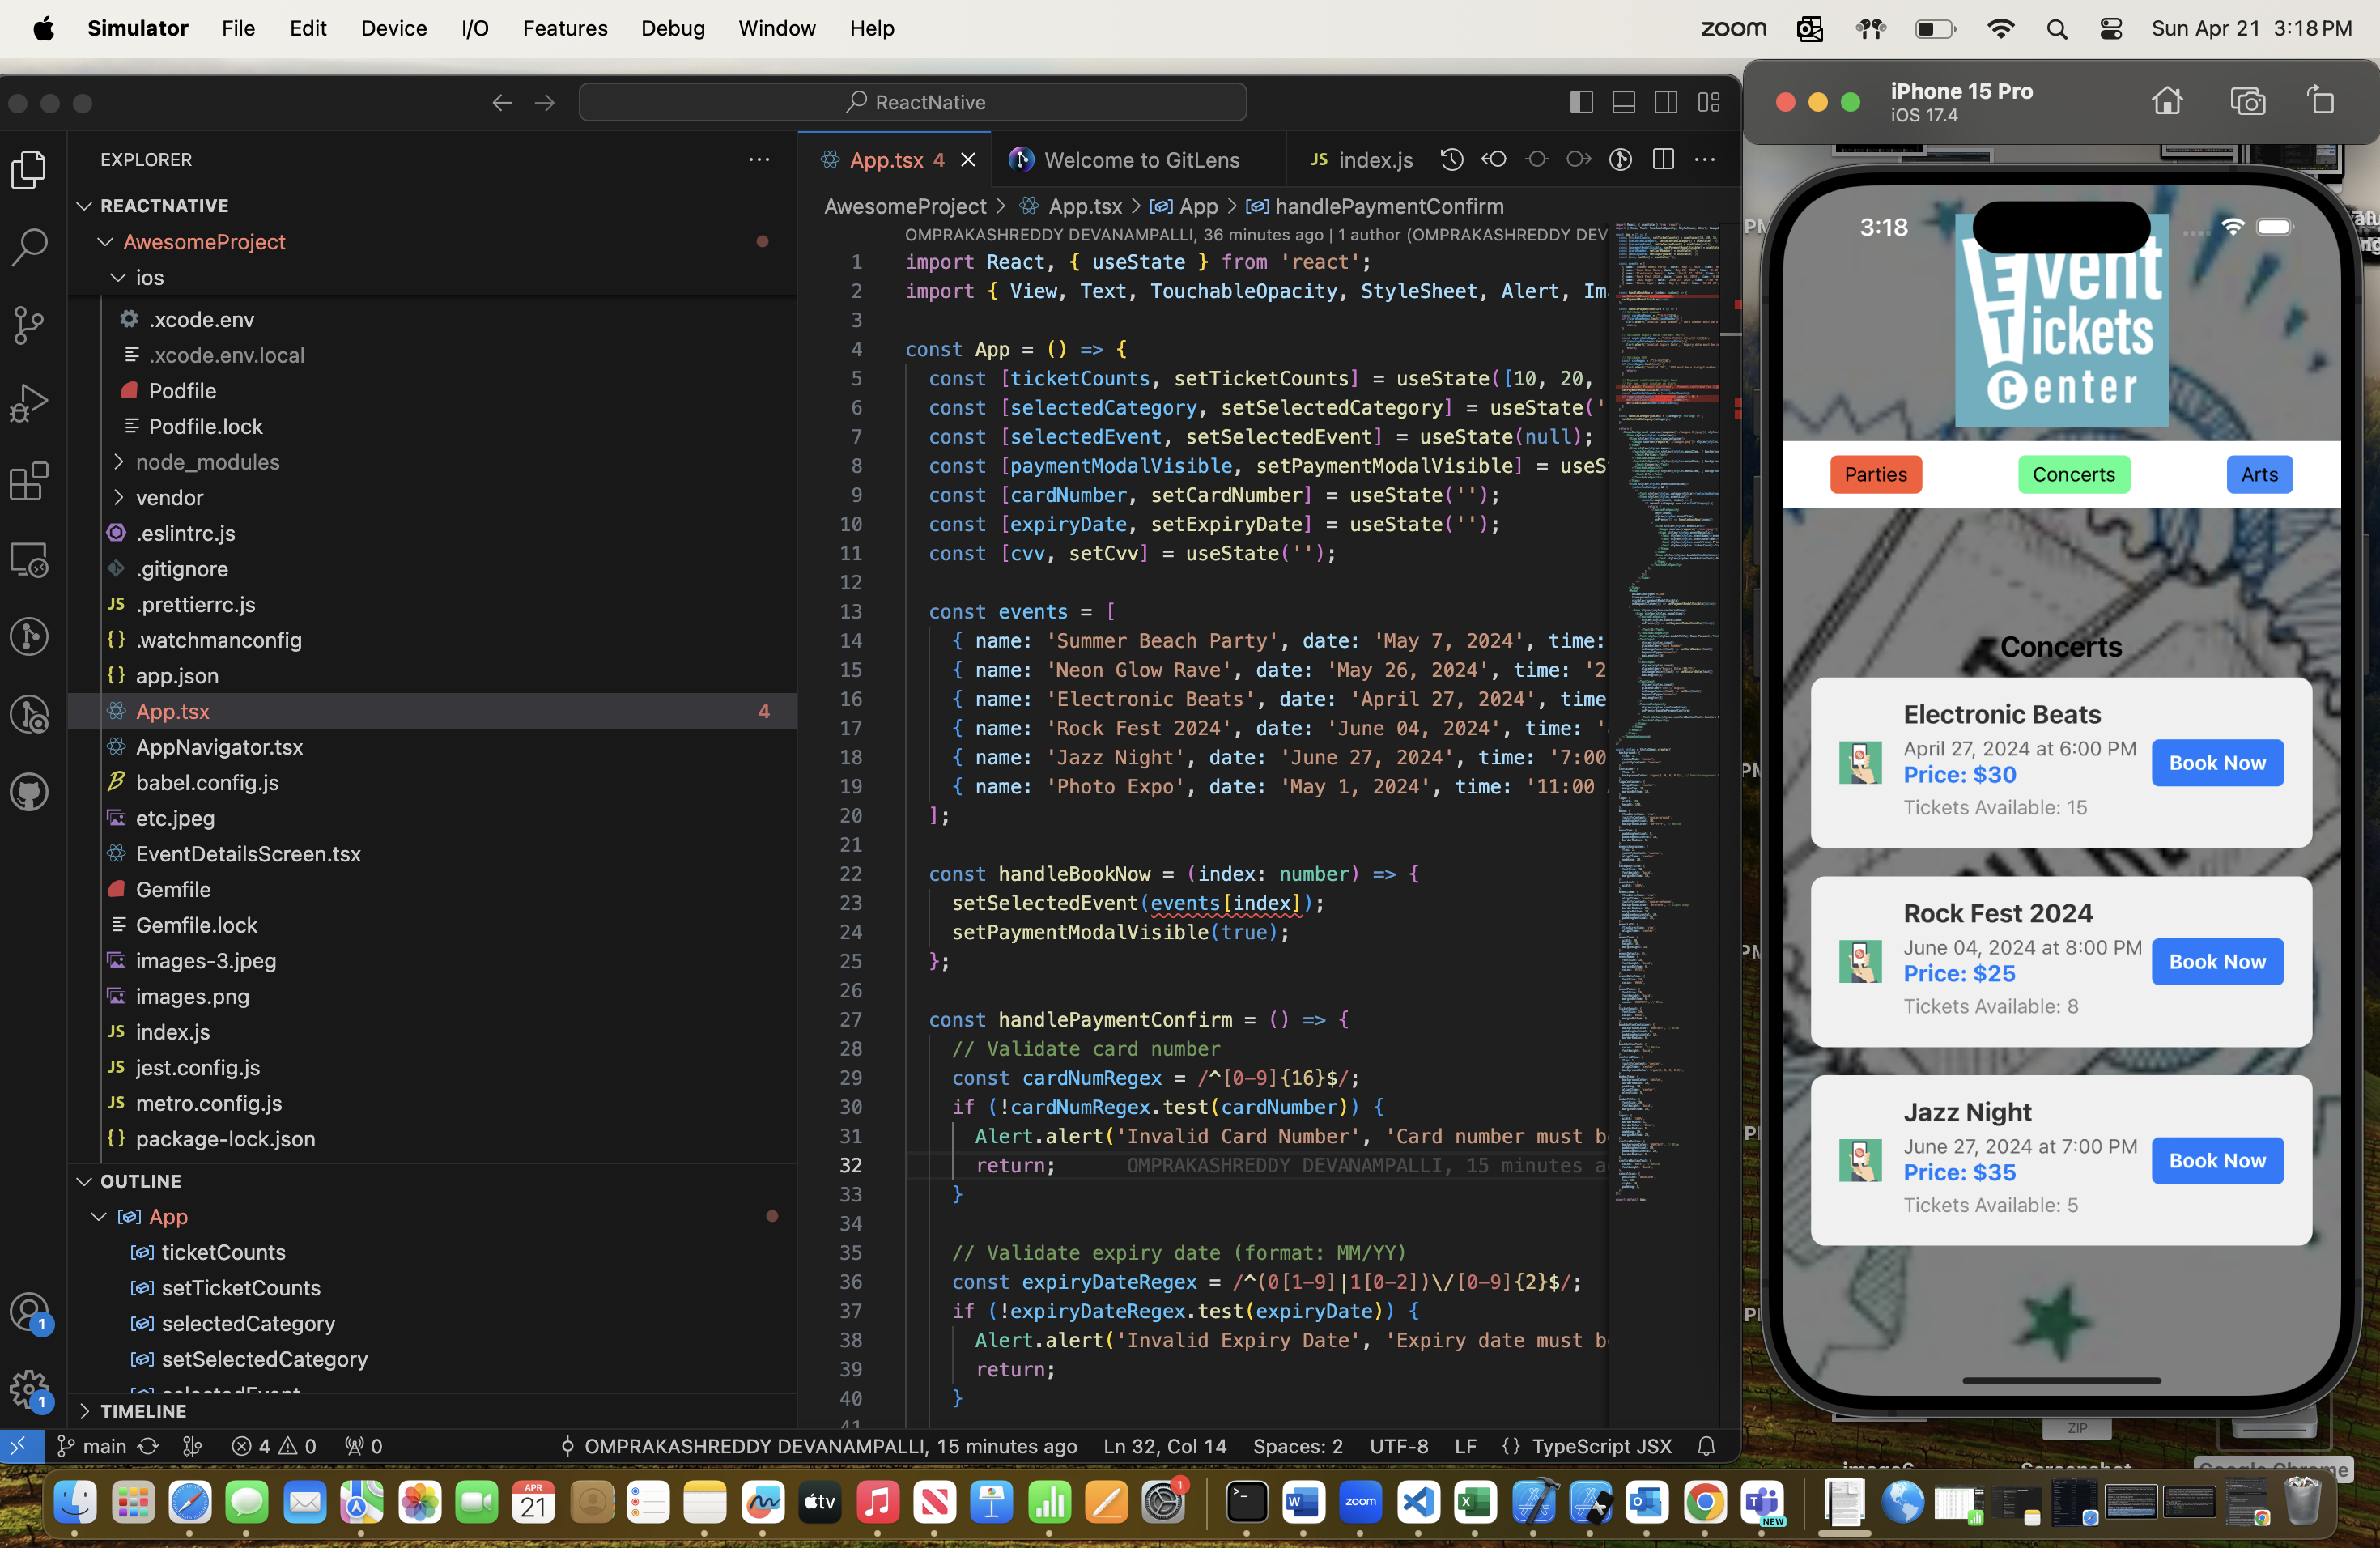 Simulator File Edit Device I/O Features Debug Window Help
zoom Sun Apr 21 3:18 PM
ReactNative
EXPLORER
REACTNATIVE
AwesomeProject
ios
.xcode.env
.xcode.env.local
Podfile
Podfile.lock
node_modules
vendor
.eslintrc.js
.gitignore
JS .prettierrc.js
{} .watchmanconfig
{} app.json
App.tsx 4
AppNavigator.tsx
babel.config.js
etc.jpeg
EventDetailsScreen.tsx
Gemfile
Gemfile.lock
images-3.jpeg
images.png
JS index.js
JS jest.config.js
JS metro.config.js
{} package-lock.json
OUTLINE
App
ticketCounts
setTicketCounts
selectedCategory
setSelectedCategory
selectedEvent
TIMELINE
App.tsx 4
Welcome to GitLens
JS index.js
AwesomeProject > App.tsx > App > handlePaymentConfirm
OMPRAKASHREDDY DEVANAMPALLI, 36 minutes ago | 1 author (OMPRAKASHREDDY DEV
1 import React, { useState } from 'react';
2 import { View, Text, TouchableOpacity, StyleSheet, Alert, Im
3
4 const App = () => {
5 const [ticketCounts, setTicketCounts] = useState([10, 20,
6 const [selectedCategory, setSelectedCategory] = useState('
7 const [selectedEvent, setSelectedEvent] = useState(null);
8 const [paymentModalVisible, setPaymentModalVisible] = useS
9 const [cardNumber, setCardNumber] = useState('');
10 const [expiryDate, setExpiryDate] = useState('');
11 const [cvv, setCvv] = useState('');
12
13 const events = [
14 { name: 'Summer Beach Party', date: 'May 7, 2024', time:
15 { name: 'Neon Glow Rave', date: 'May 26, 2024', time: '2
16 { name: 'Electronic Beats', date: 'April 27, 2024', time
17 { name: 'Rock Fest 2024', date: 'June 04, 2024', time: '
18 { name: 'Jazz Night', date: 'June 27, 2024', time: '7:00
19 { name: 'Photo Expo', date: 'May 1, 2024', time: '11:00
20 ];
21
22 const handleBookNow = (index: number) => {
23 setSelectedEvent(events[index]);
24 setPaymentModalVisible(true);
25 };
26
27 const handlePaymentConfirm = () => {
28 // Validate card number
29 const cardNumRegex = /^[0-9]{16}$/;
30 if (!cardNumRegex.test(cardNumber)) {
31 Alert.alert('Invalid Card Number', 'Card number must b
32 return; OMPRAKASHREDDY DEVANAMPALLI, 15 minutes a
33 }
34
35 // Validate expiry date (format: MM/YY)
36 const expiryDateRegex = /^(0[1-9]|1[0-2])\/[0-9]{2}$/;
37 if (!expiryDateRegex.test(expiryDate)) {
38 Alert.alert('Invalid Expiry Date', 'Expiry date must b
39 return;
40 }
41
main 4 0 0 OMPRAKASHREDDY DEVANAMPALLI, 15 minutes ago Ln 32, Col 14 Spaces: 2 UTF-8 LF {} TypeScript JSX
iPhone 15 Pro
iOS 17.4
3:18
Event
Tickets
Center
Parties Concerts Arts
Concerts
Electronic Beats
April 27, 2024 at 6:00 PM
Price: $30
Tickets Available: 15
Book Now
Rock Fest 2024
June 04, 2024 at 8:00 PM
Price: $25
Tickets Available: 8
Book Now
Jazz Night
June 27, 2024 at 7:00 PM
Price: $35
Tickets Available: 5
Book Now
ZIP
APR
21
tv
zoom
NEW
1